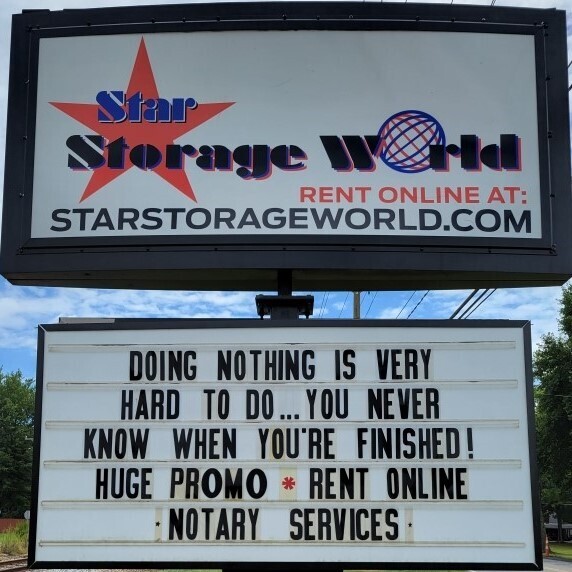 Star
Storage World
RENT ONLINE AT:
STARSTORAGEWORLD.COM
DOING NOTHING IS VERY
HARD TO DO...YOU NEVER
KNOW WHEN YOU'RE FINISHED!
HUGE PROMO * RENT ONLINE
·NOTARY SERVICES·